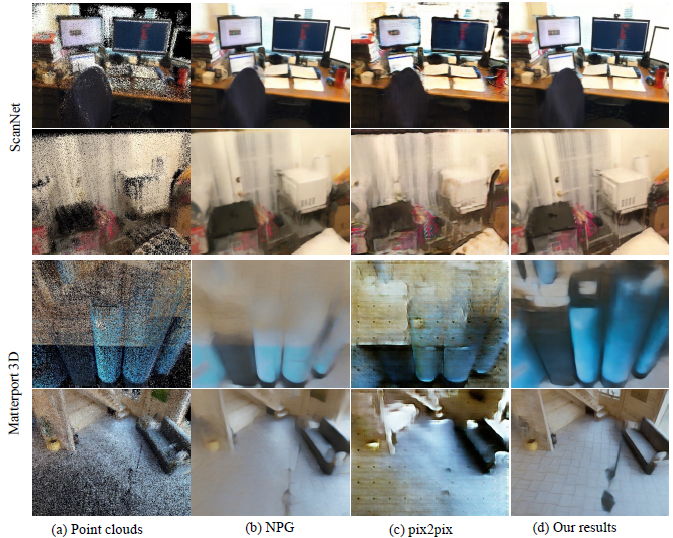 ScanNet
Matterport 3D
(a) Point clouds
(b) NPG
(c) pix2pix
(d) Our results